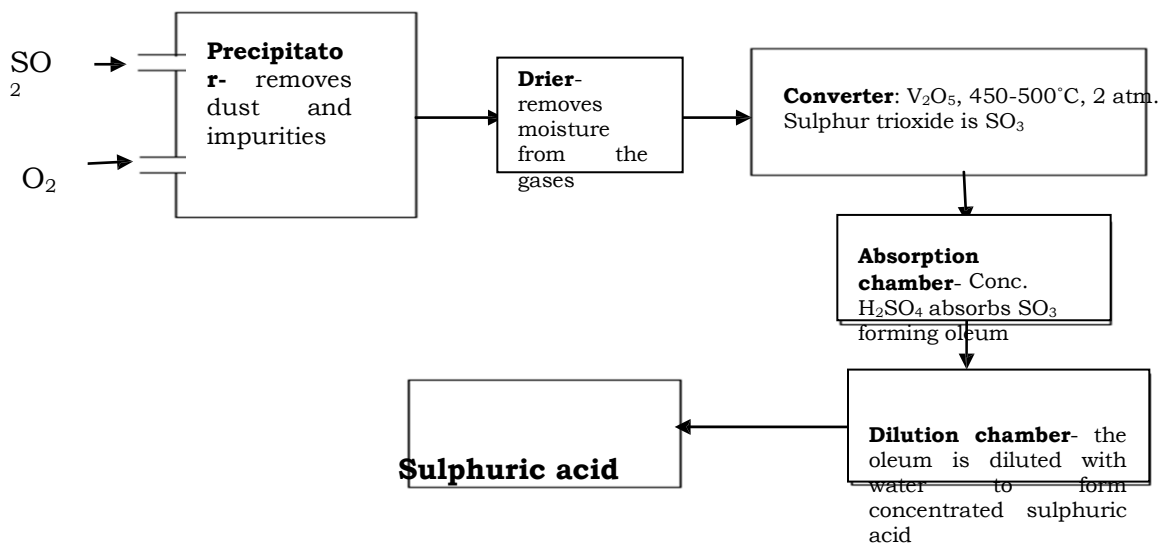 SO
2
O₂
Precipitato
r- removes
dust and
impurities
Drier-
removes
moisture
from the
gases
Converter: V₂O₅, 450-500˚C, 2 atm.
Sulphur trioxide is SO₃
Absorption
chamber- Conc.
H₂SO₄ absorbs SO₃
forming oleum
Dilution chamber- the
oleum is diluted with
water to form
concentrated sulphuric
acid
Sulphuric acid